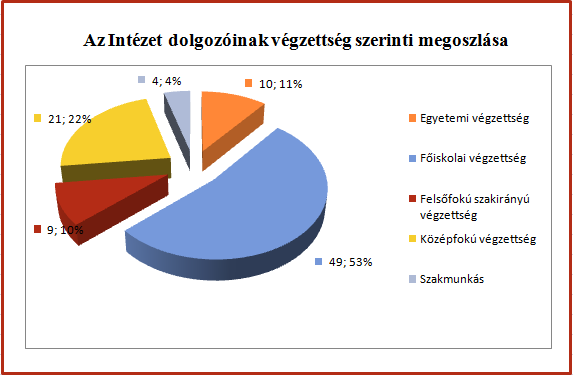 Az Intézet dolgozóinak végzettség szerinti megoszlása
4; 4%
10; 11%
21; 22%
9; 10%
49; 53%
Egyetemi végzettség
Főiskolai végzettség
Felsőfokú szakirányú
végzettség
Középfokú végzettség
Szakmunkás